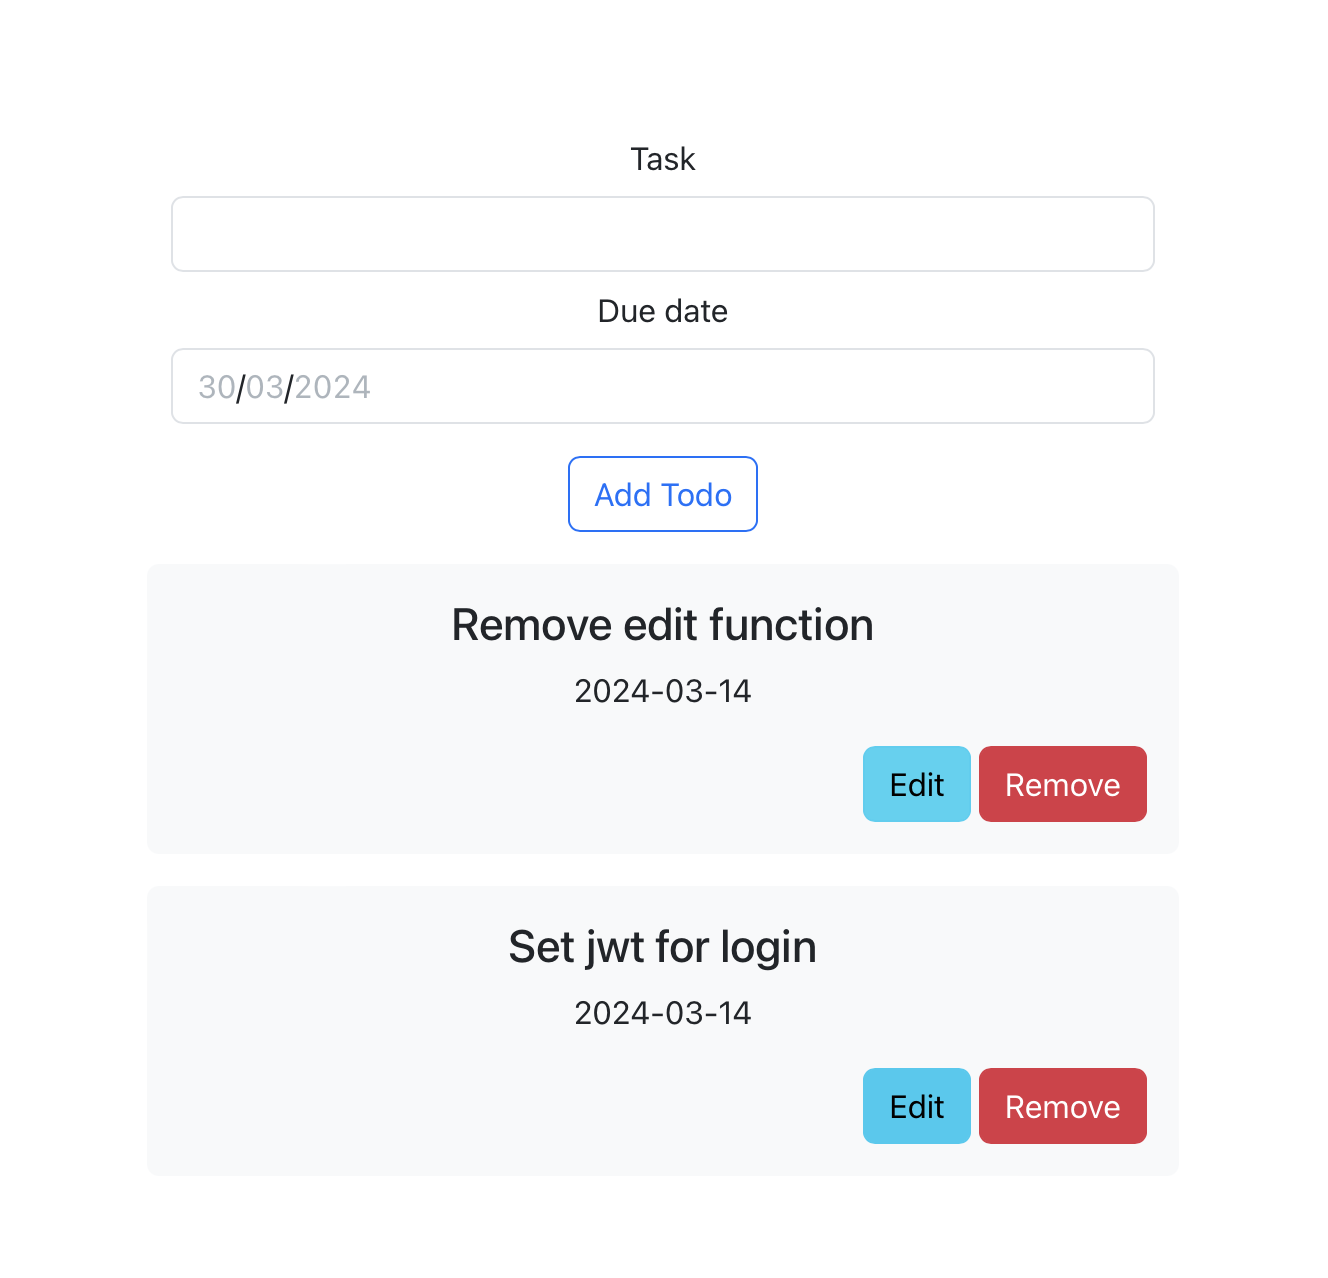 Task
Due date
30/03/2024
Add Todo
Remove edit function
2024-03-14
Edit Remove
Set jwt for login
2024-03-14
Edit Remove